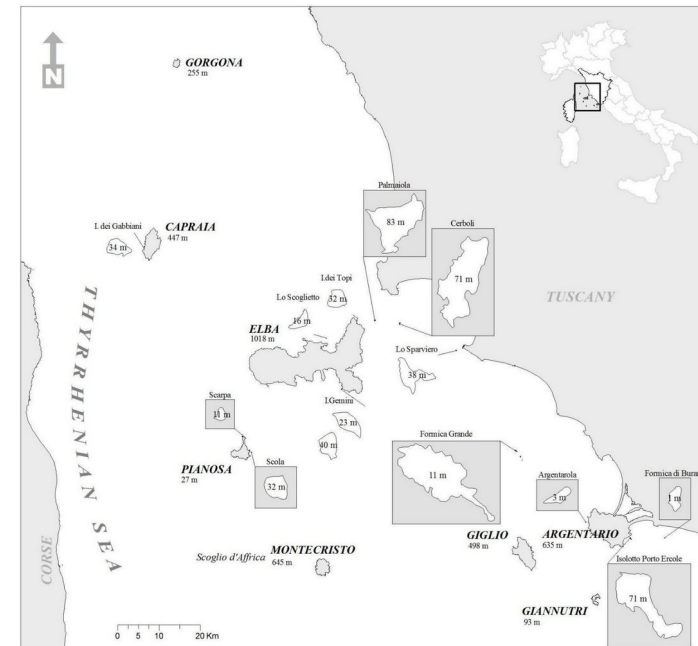 N
GORGONA
255 m
Palmaiola
83 m
Cerboli
71 m
I. dei Gabbiani
34 m
CAPRAIA
447 m
TUSCANY
I.dei Topi
32 m
Lo Scoglietto
16 m
ELBA
1018 m
Lo Sparviero
38 m
THYRRHENIAN SEA
Scarpa
11 m
I.Gemini
23 m
40 m
PIANOSA
27 m
Scola
32 m
Formica Grande
11 m
Argentarola
3 m
Formica di Buran
1 m
GIGLIO
498 m
ARGENTARIO
635 m
Scoglio d'Affrica
MONTECRISTO
645 m
CORSE
Isolotto Porto Ercole
71 m
GIANNUTRI
93 m
0 5 10 20 Km